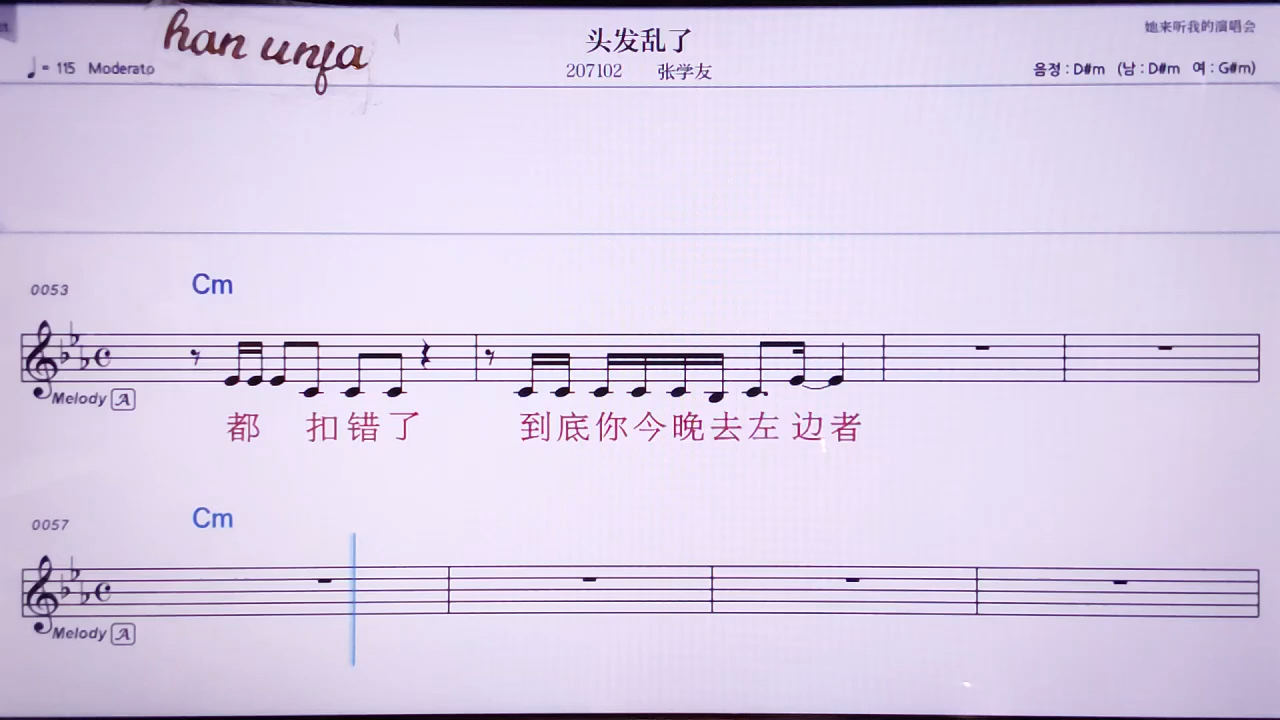 han unfa
头发乱了
她来听我的演唱会
= 115 Moderato
207102 张学友
음정 : D#m (남 : D#m 여 : G#m)
0053
Cm
Melody A
都 扣错了 到底你今晚去左边者
0057
Cm
Melody A